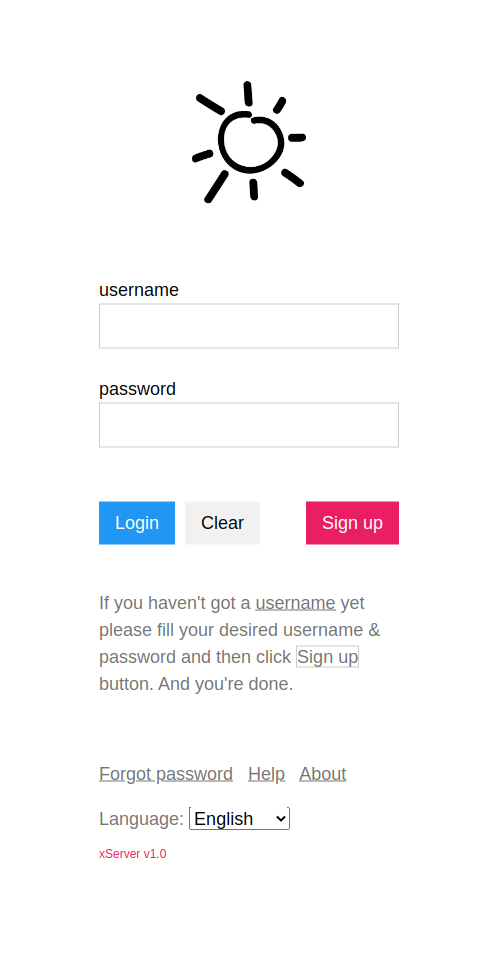 username
password
Login Clear Sign up
If you haven't got a username yet
please fill your desired username &
password and then click Sign up
button. And you're done.
Forgot password Help About
Language: English
xServer v1.0